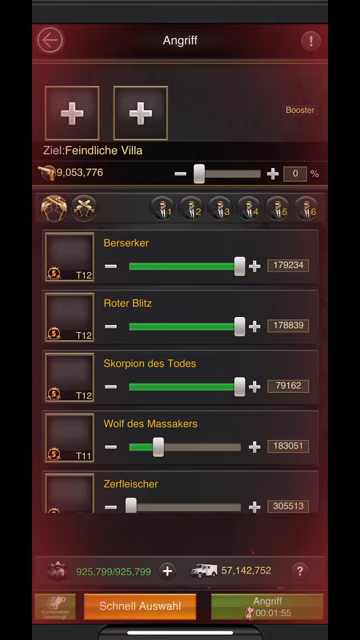 Angriff
Booster
Ziel:Feindliche Villa
9,053,776
0 %
1 2 3 4 5 6
Berserker
T12
179234
Roter Blitz
T12
178839
Skorpion des Todes
T12
79162
Wolf des Massakers
T11
183051
Zerfleischer
305513
925,799/925,799
57,142,752
?
Schnell Auswahl
Angriff
00:01:55